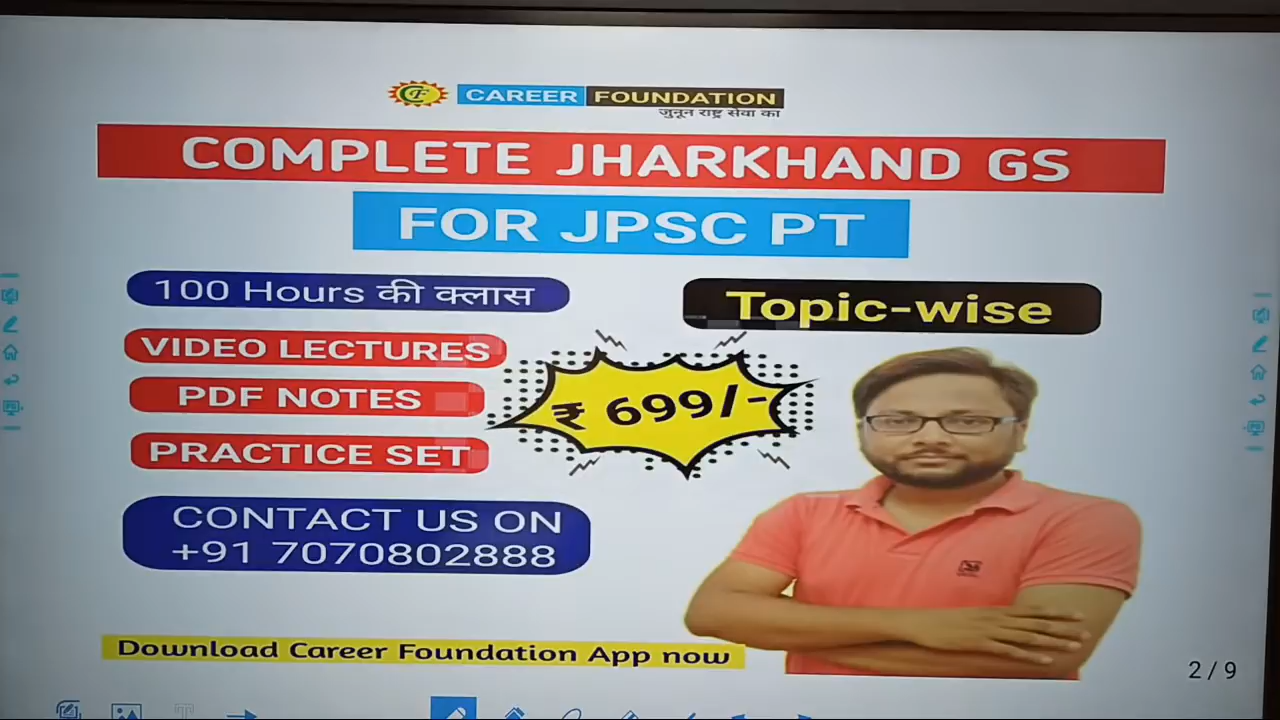 CF CAREER FOUNDATION
जुनून राष्ट्र सेवा का
COMPLETE JHARKHAND GS
FOR JPSC PT
100 Hours की क्लास
Topic-wise
VIDEO LECTURES
PDF NOTES
PRACTICE SET
₹ 699/-
CONTACT US ON
+91 7070802888
Download Career Foundation App now
2/9